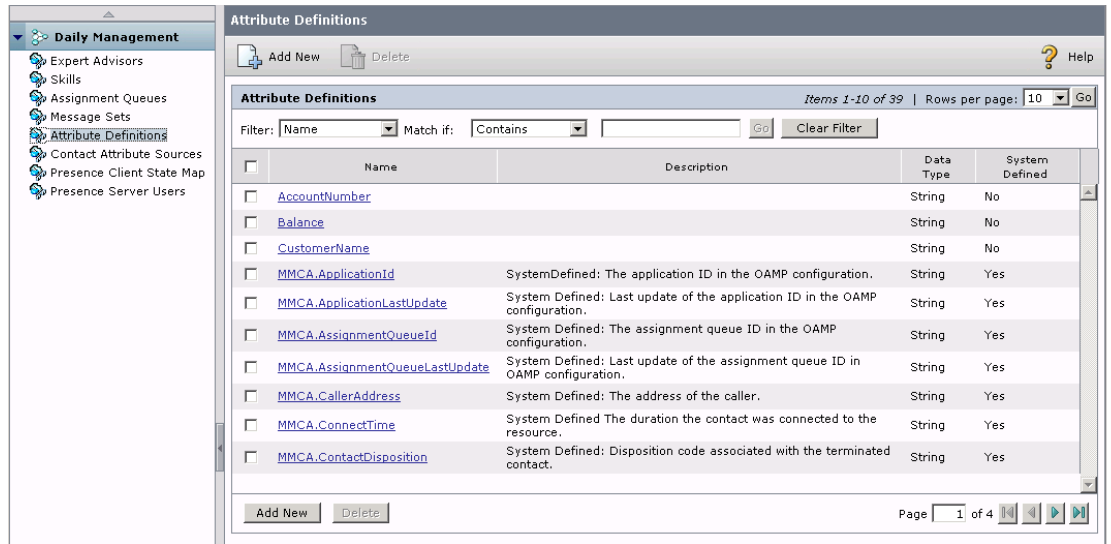 Daily Management
Expert Advisors
Skills
Assignment Queues
Message Sets
Attribute Definitions
Contact Attribute Sources
Presence Client State Map
Presence Server Users
Attribute Definitions
Add New Delete Help
Attribute Definitions Items 1-10 of 39 | Rows per page: 10 Go
Filter: Name Match if: Contains Go Clear Filter
Name Description Data Type System Defined
AccountNumber String No
Balance String No
CustomerName String No
MMCA.ApplicationId SystemDefined: The application ID in the OAMP configuration. String Yes
MMCA.ApplicationLastUpdate System Defined: Last update of the application ID in the OAMP configuration. String Yes
MMCA.AssignmentQueueId System Defined: The assignment queue ID in the OAMP configuration. String Yes
MMCA.AssignmentQueueLastUpdate System Defined: Last update of the assignment queue ID in OAMP configuration. String Yes
MMCA.CallerAddress System Defined: The address of the caller. String Yes
MMCA.ConnectTime System Defined The duration the contact was connected to the resource. String Yes
MMCA.ContactDisposition System Defined: Disposition code associated with the terminated contact. String Yes
Add New Delete Page 1 of 4